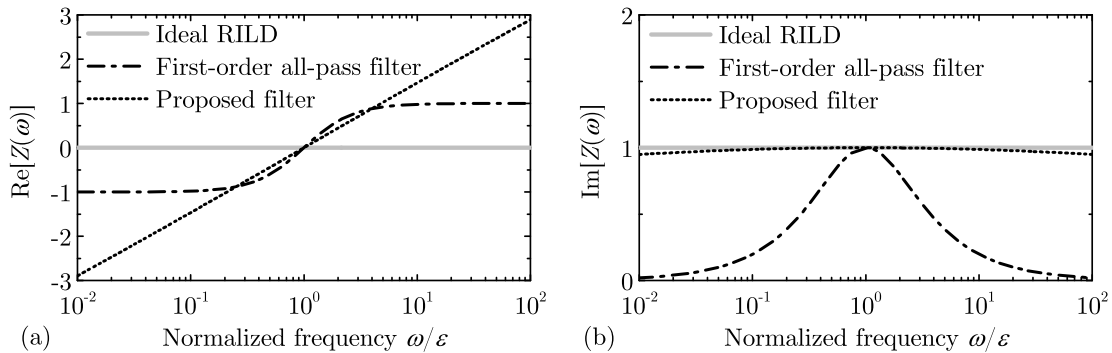 3
2
1
0
-1
-2
-3
Re[Z(ω)]
Ideal RILD
First-order all-pass filter
Proposed filter
10^-2 10^-1 10^0 10^1 10^2
Normalized frequency ω/ε
(a)
2
1
0
Im[Z(ω)]
Ideal RILD
First-order all-pass filter
Proposed filter
10^-2 10^-1 10^0 10^1 10^2
Normalized frequency ω/ε
(b)